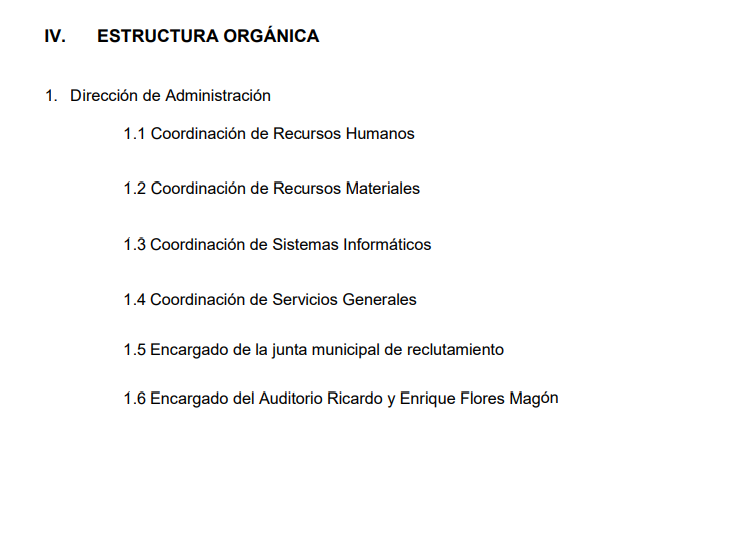 IV. ESTRUCTURA ORGÁNICA
1. Dirección de Administración
1.1 Coordinación de Recursos Humanos
1.2 Coordinación de Recursos Materiales
1.3 Coordinación de Sistemas Informáticos
1.4 Coordinación de Servicios Generales
1.5 Encargado de la junta municipal de reclutamiento
1.6 Encargado del Auditorio Ricardo y Enrique Flores Magón